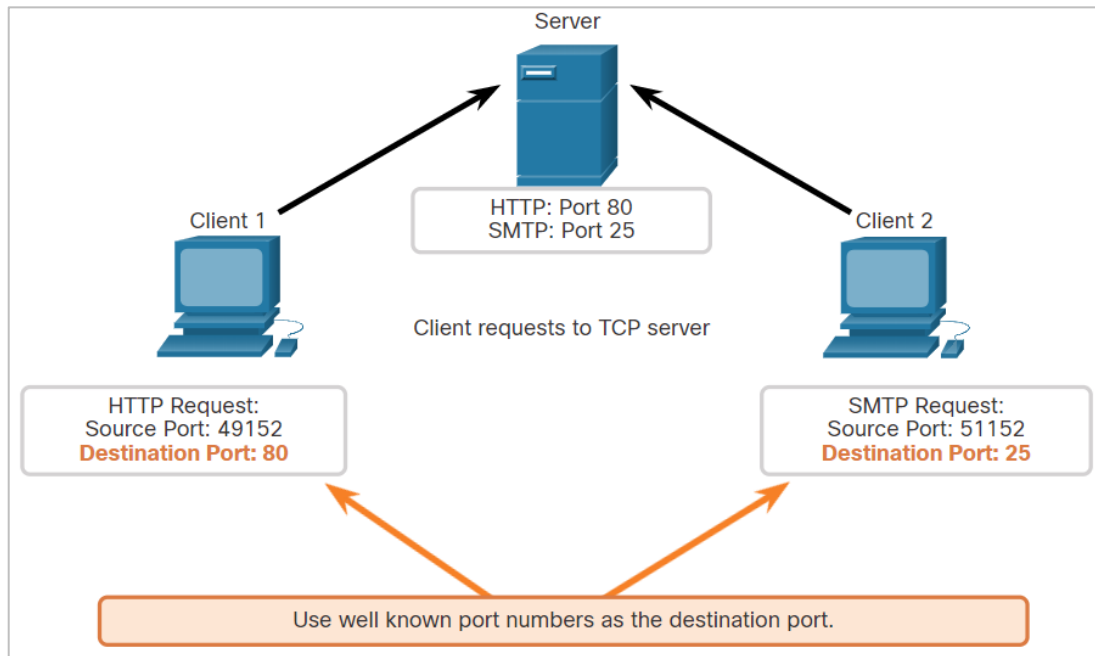 Server
HTTP: Port 80
SMTP: Port 25
Client 1
Client 2
Client requests to TCP server
HTTP Request:
Source Port: 49152
Destination Port: 80
SMTP Request:
Source Port: 51152
Destination Port: 25
Use well known port numbers as the destination port.